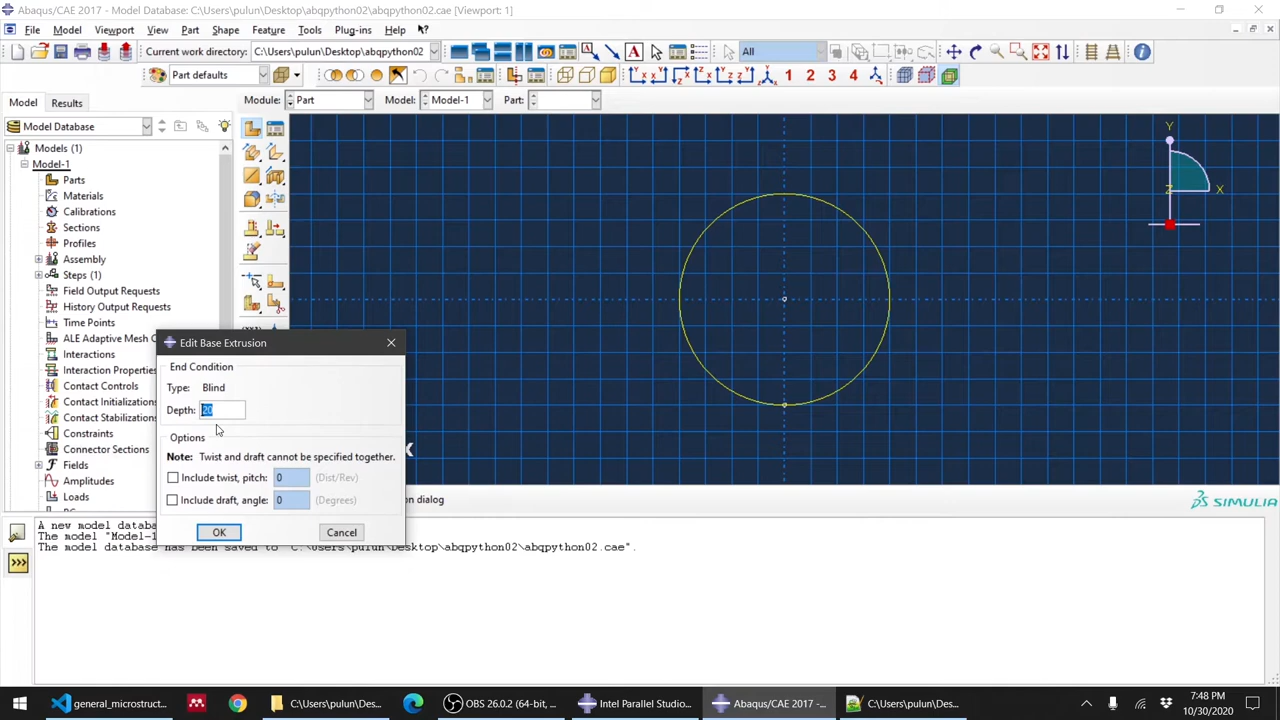 Abaqus/CAE 2017 - Model Database: C:\Users\pulun\Desktop\abqpython02\abqpython02.cae [Viewport: 1]
File Model Viewport View Part Shape Feature Tools Plug-ins Help
Current work directory: C:\Users\pulun\Desktop\abqpython02 All
Part defaults 1 2 3 4
Model Results Module: Part Model: Model-1 Part:
Model Database
Models (1)
Model-1
Parts
Materials
Calibrations
Sections
Profiles
Assembly
Steps (1)
Field Output Requests
History Output Requests
Time Points
ALE Adaptive Mesh C
Interactions
Interaction Properties
Contact Controls
Contact Initializations
Contact Stabilizations
Constraints
Connector Sections
Fields
Amplitudes
Loads
Y
Z X
Edit Base Extrusion
End Condition
Type: Blind
Depth: 20
Options
Note: Twist and draft cannot be specified together.
Include twist, pitch: 0 (Dist/Rev)
Include draft, angle: 0 (Degrees)
OK Cancel
on dialog
SIMULIA
A new model databa
The model "Model-1
The model database has been saved to "C:\Users\pulun\Desktop\abqpython02\abqpython02.cae".
general_microstruct... C:\Users\pulun\Des... OBS 26.0.2 (64-bit, ... Intel Parallel Studio... Abaqus/CAE 2017 -... C:\Users\pulun\Des...
7:48 PM
10/30/2020